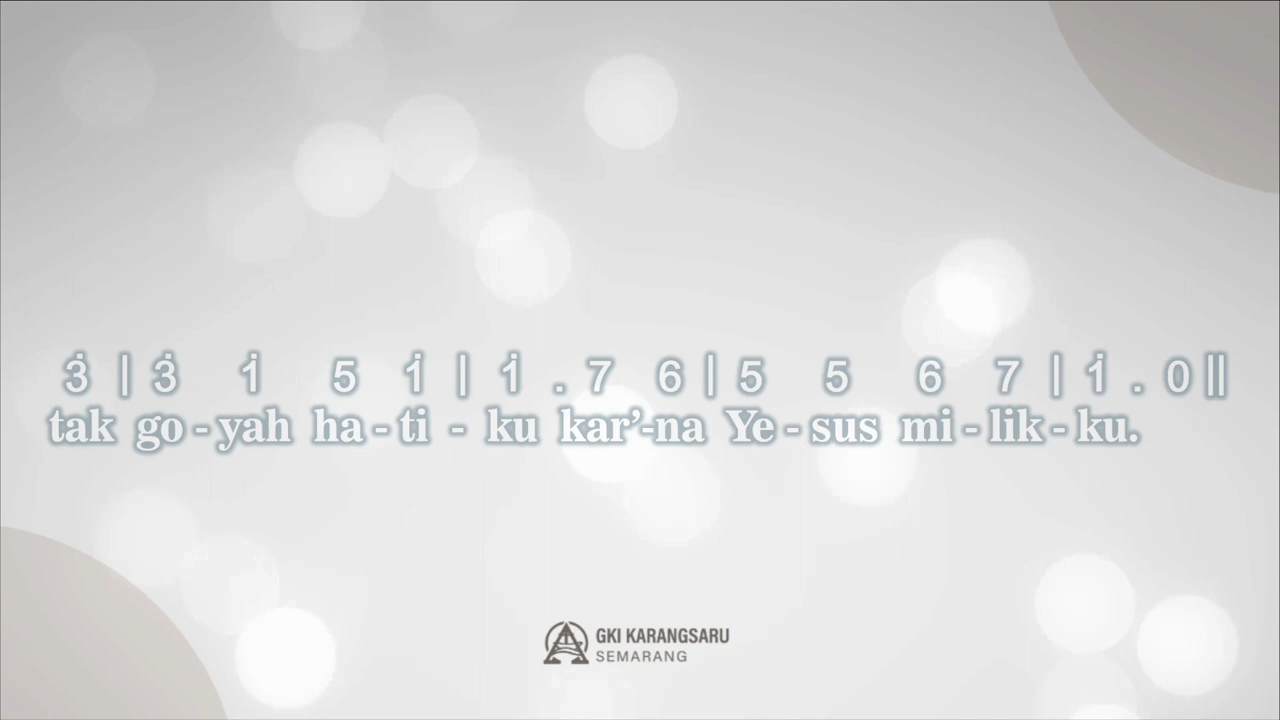 3̇ | 3̇ 1̇ 5 1̇ | 1̇ . 7 6 | 5 5 6 7 | 1̇ . 0 ||
tak go - yah ha - ti - ku kar’-na Ye - sus mi - lik - ku.
GKI KARANGSARU
SEMARANG